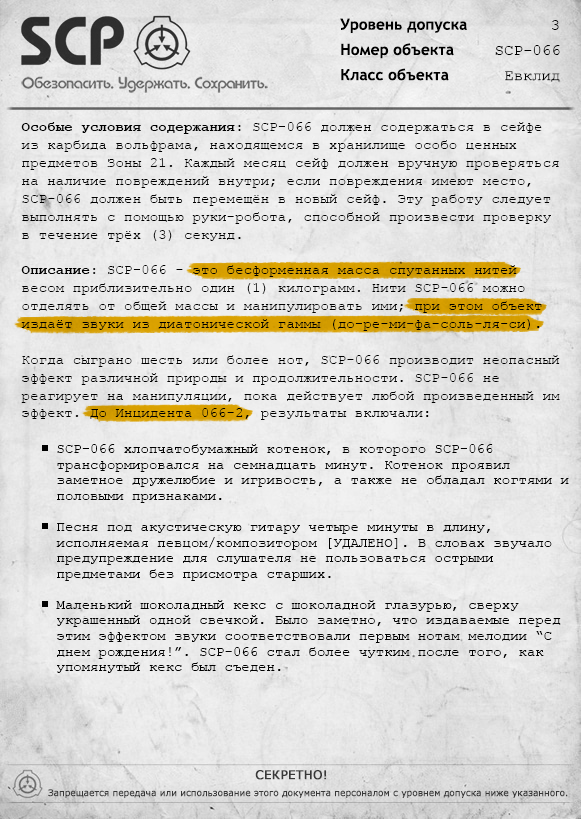 SCP
Обезопасить. Удержать. Сохранить.
Уровень допуска 3
Номер объекта SCP-066
Класс объекта Евклид
Особые условия содержания: SCP-066 должен содержаться в сейфе
из карбида вольфрама, находящемся в хранилище особо ценных
предметов Зоны 21. Каждый месяц сейф должен вручную проверяться
на наличие повреждений внутри; если повреждения имеют место,
SCP-066 должен быть перемещён в новый сейф. Эту работу следует
выполнять с помощью руки-робота, способной произвести проверку
в течение трёх (3) секунд.
Описание: SCP-066 - это бесформенная масса спутанных нитей
весом приблизительно один (1) килограмм. Нити SCP-066 можно
отделять от общей массы и манипулировать ими; при этом объект
издаёт звуки из диатонической гаммы (до-ре-ми-фа-соль-ля-си).
Когда сыграно шесть или более нот, SCP-066 производит неопасный
эффект различной природы и продолжительности. SCP-066 не
реагирует на манипуляции, пока действует любой произведенный им
эффект. До Инцидента 066-2, результаты включали:
SCP-066 хлопчатобумажный котенок, в которого SCP-066
трансформировался на семнадцать минут. Котенок проявил
заметное дружелюбие и игривость, а также не обладал когтями и
половыми признаками.
Песня под акустическую гитару четыре минуты в длину,
исполняемая певцом/композитором [УДАЛЕНО]. В словах звучало
предупреждение для слушателя не пользоваться острыми
предметами без присмотра старших.
Маленький шоколадный кекс с шоколадной глазурью, сверху
украшенный одной свечкой. Было заметно, что издаваемые перед
этим эффектом звуки соответствовали первым нотам мелодии “С
днем рождения!”. SCP-066 стал более чутким после того, как
упомянутый кекс был съеден.
СЕКРЕТНО!
Запрещается передача или использование этого документа персоналом с уровнем допуска ниже указанного.